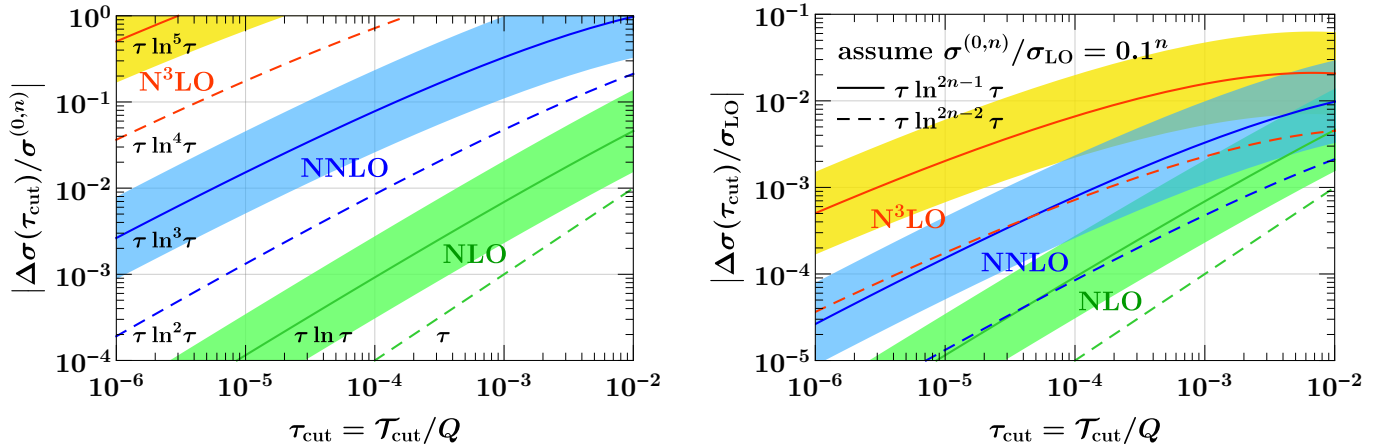 |Δσ(τcut)/σ^(0,n)|
10^0
10^−1
10^−2
10^−3
10^−4
τ ln^5 τ
N^3LO
τ ln^4 τ
NNLO
τ ln^3 τ
NLO
τ ln^2 τ
τ ln τ
τ
10^−6
10^−5
10^−4
10^−3
10^−2
τcut = 𝒯cut/Q
|Δσ(τcut)/σLO|
10^−1
10^−2
10^−3
10^−4
10^−5
assume σ^(0,n)/σLO = 0.1^n
τ ln^2n−1 τ
τ ln^2n−2 τ
N^3LO
NNLO
NLO
10^−6
10^−5
10^−4
10^−3
10^−2
τcut = 𝒯cut/Q